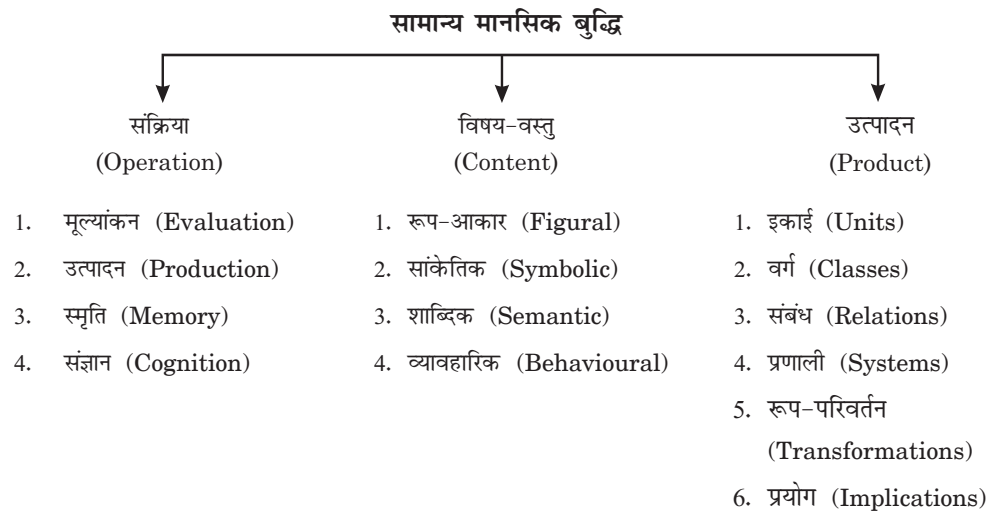 सामान्य मानसिक बुद्धि
संक्रिया
(Operation)
1. मूल्यांकन (Evaluation)
2. उत्पादन (Production)
3. स्मृति (Memory)
4. संज्ञान (Cognition)
विषय-वस्तु
(Content)
1. रूप-आकार (Figural)
2. सांकेतिक (Symbolic)
3. शाब्दिक (Semantic)
4. व्यावहारिक (Behavioural)
उत्पादन
(Product)
1. इकाई (Units)
2. वर्ग (Classes)
3. संबंध (Relations)
4. प्रणाली (Systems)
5. रूप-परिवर्तन
(Transformations)
6. प्रयोग (Implications)